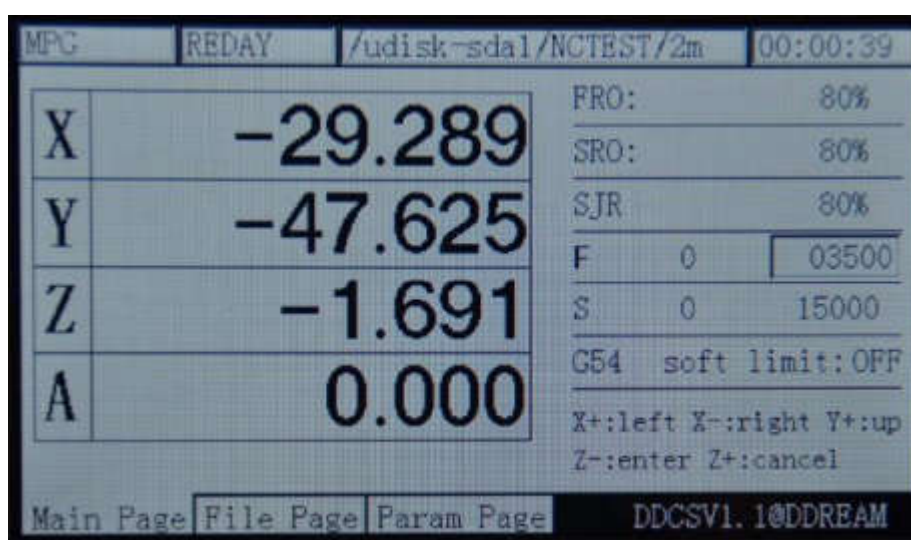 MPG REDAY /udisk-sda1/NCTEST/2m 00:00:39
X -29.289
Y -47.625
Z -1.691
A 0.000
FRO: 80%
SRO: 80%
SJR 80%
F 0 03500
S 0 15000
G54 soft limit:OFF
X+:left X-:right Y+:up
Z-:enter Z+:cancel
Main Page File Page Param Page DDCSV1.1@DDREAM